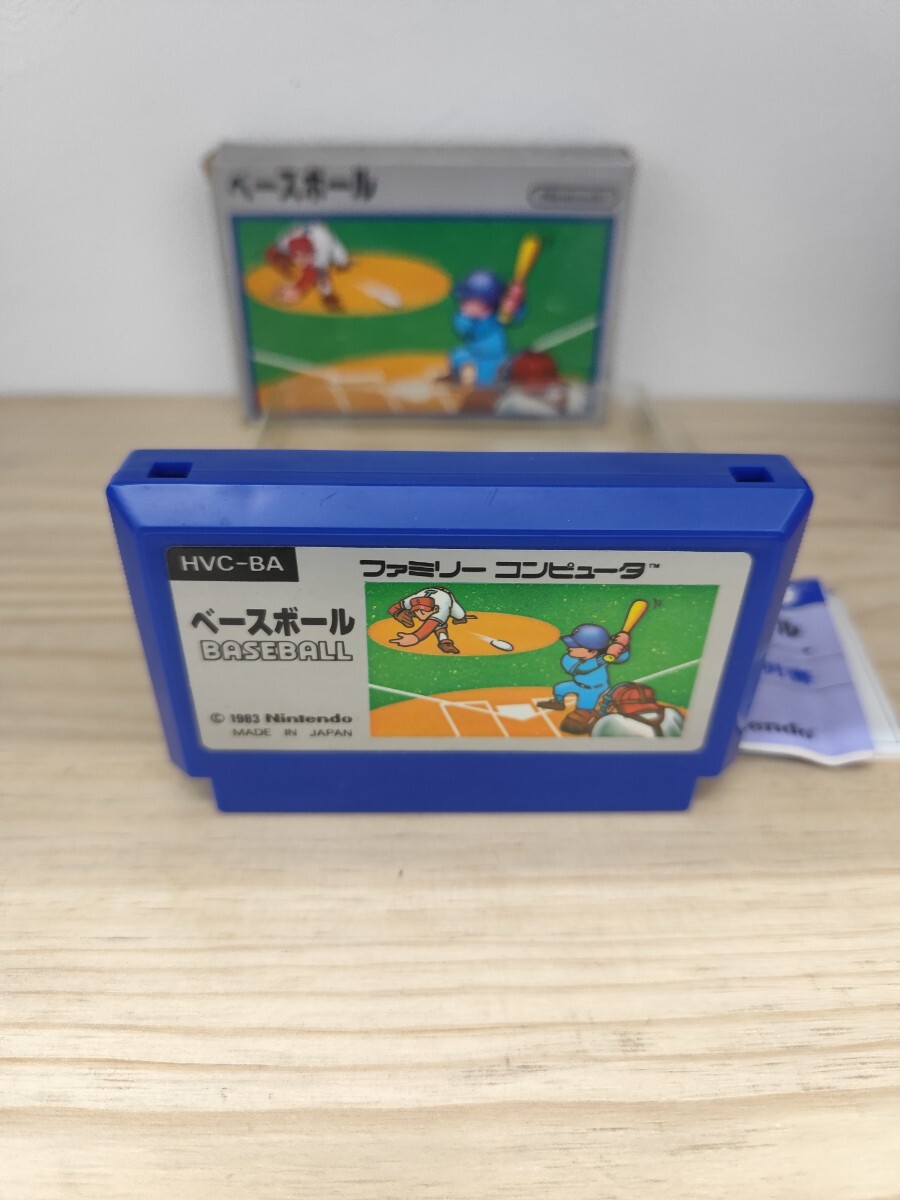 ベースボール
Nintendo
HVC-BA
ファミリー コンピュータ™
ベースボール
BASEBALL
© 1983 Nintendo
MADE IN JAPAN